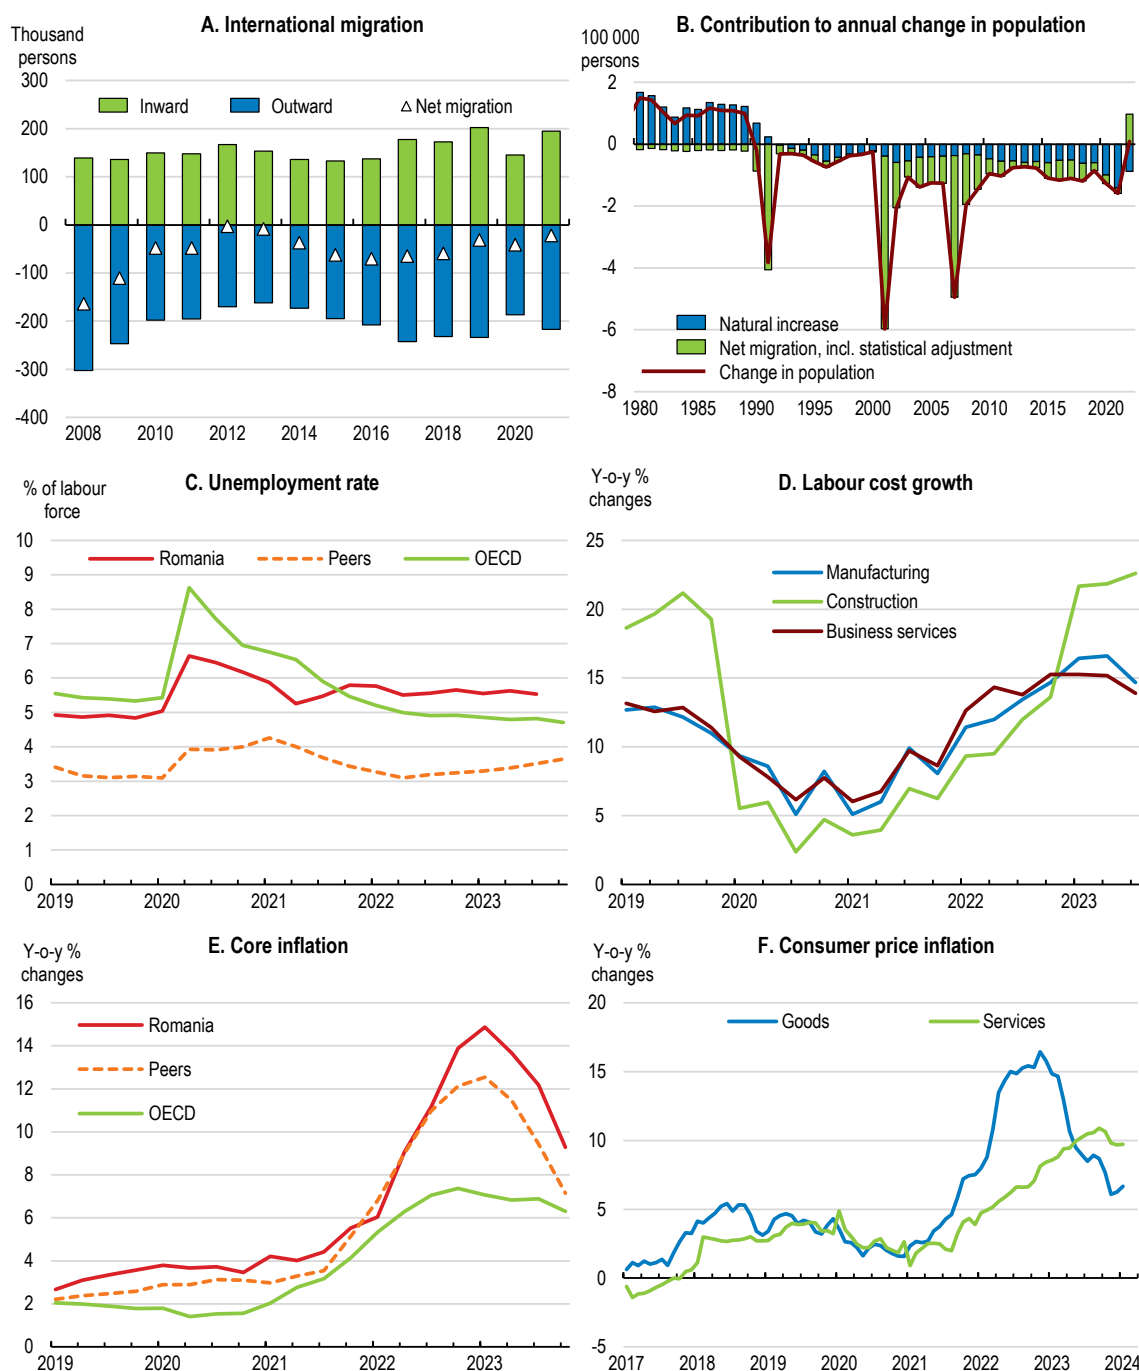 A. International migration
Thousand
persons
300
200
100
0
-100
-200
-300
-400
Inward
Outward
Net migration
2008
2010
2012
2014
2016
2018
2020
B. Contribution to annual change in population
100 000
persons
2
0
-2
-4
-6
-8
Natural increase
Net migration, incl. statistical adjustment
Change in population
1980
1985
1990
1995
2000
2005
2010
2015
2020
C. Unemployment rate
% of labour
force
10
9
8
7
6
5
4
3
2
1
0
Romania
Peers
OECD
2019
2020
2021
2022
2023
D. Labour cost growth
Y-o-y %
changes
25
20
15
10
5
0
Manufacturing
Construction
Business services
2019
2020
2021
2022
2023
E. Core inflation
Y-o-y %
changes
16
14
12
10
8
6
4
2
0
Romania
Peers
OECD
2019
2020
2021
2022
2023
F. Consumer price inflation
Y-o-y %
changes
20
15
10
5
0
-5
Goods
Services
2017
2018
2019
2020
2021
2022
2023
2024